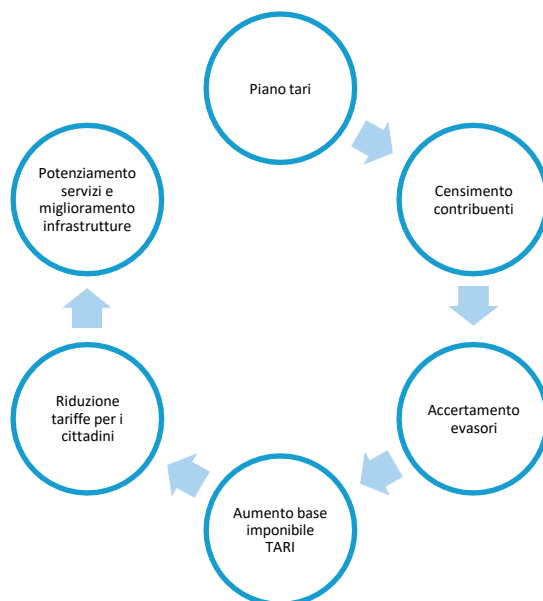 Piano tari
Censimento
contribuenti
Accertamento
evasori
Aumento base
imponibile
TARI
Riduzione
tariffe per i
cittadini
Potenziamento
servizi e
miglioramento
infrastrutture